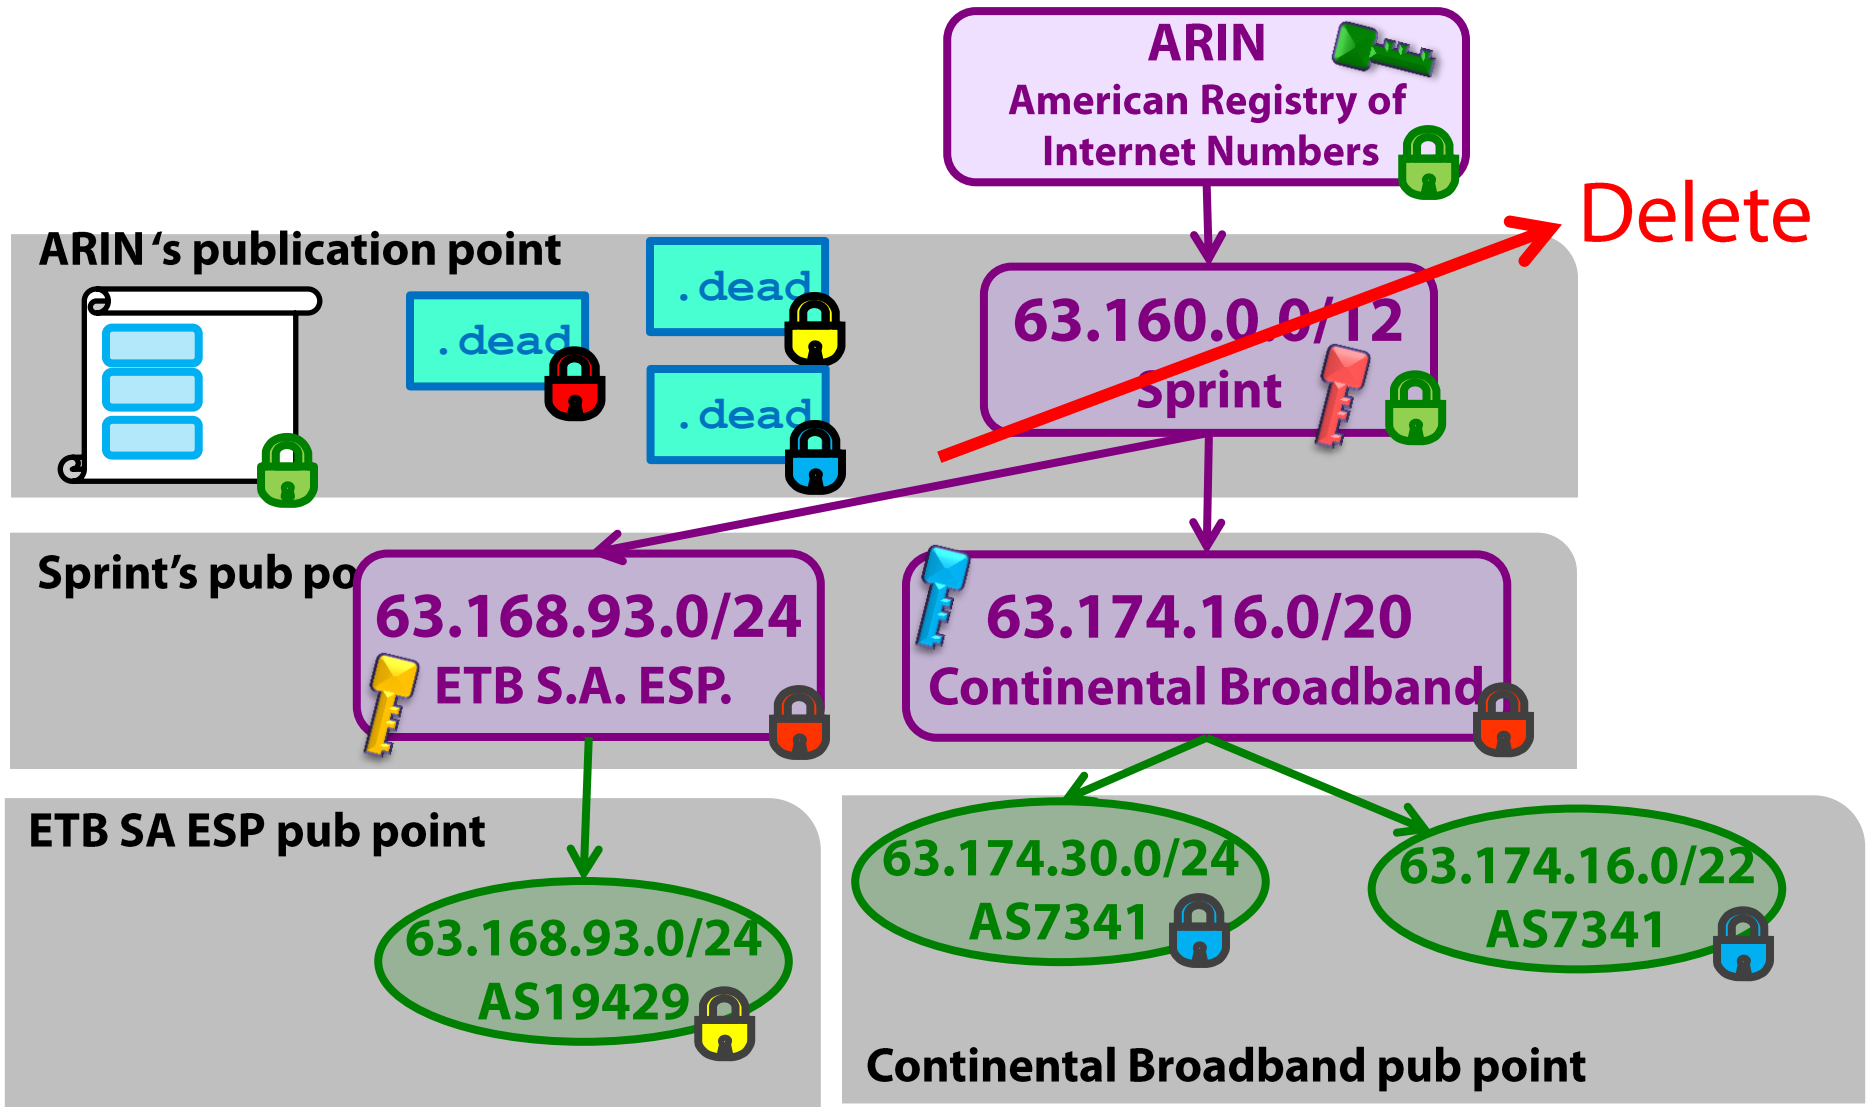 ARIN
American Registry of
Internet Numbers
Delete
ARIN 's publication point
.dead
.dead
.dead
63.160.0.0/12
Sprint
Sprint's pub po
63.168.93.0/24
ETB S.A. ESP.
63.174.16.0/20
Continental Broadband
ETB SA ESP pub point
63.168.93.0/24
AS19429
63.174.30.0/24
AS7341
63.174.16.0/22
AS7341
Continental Broadband pub point